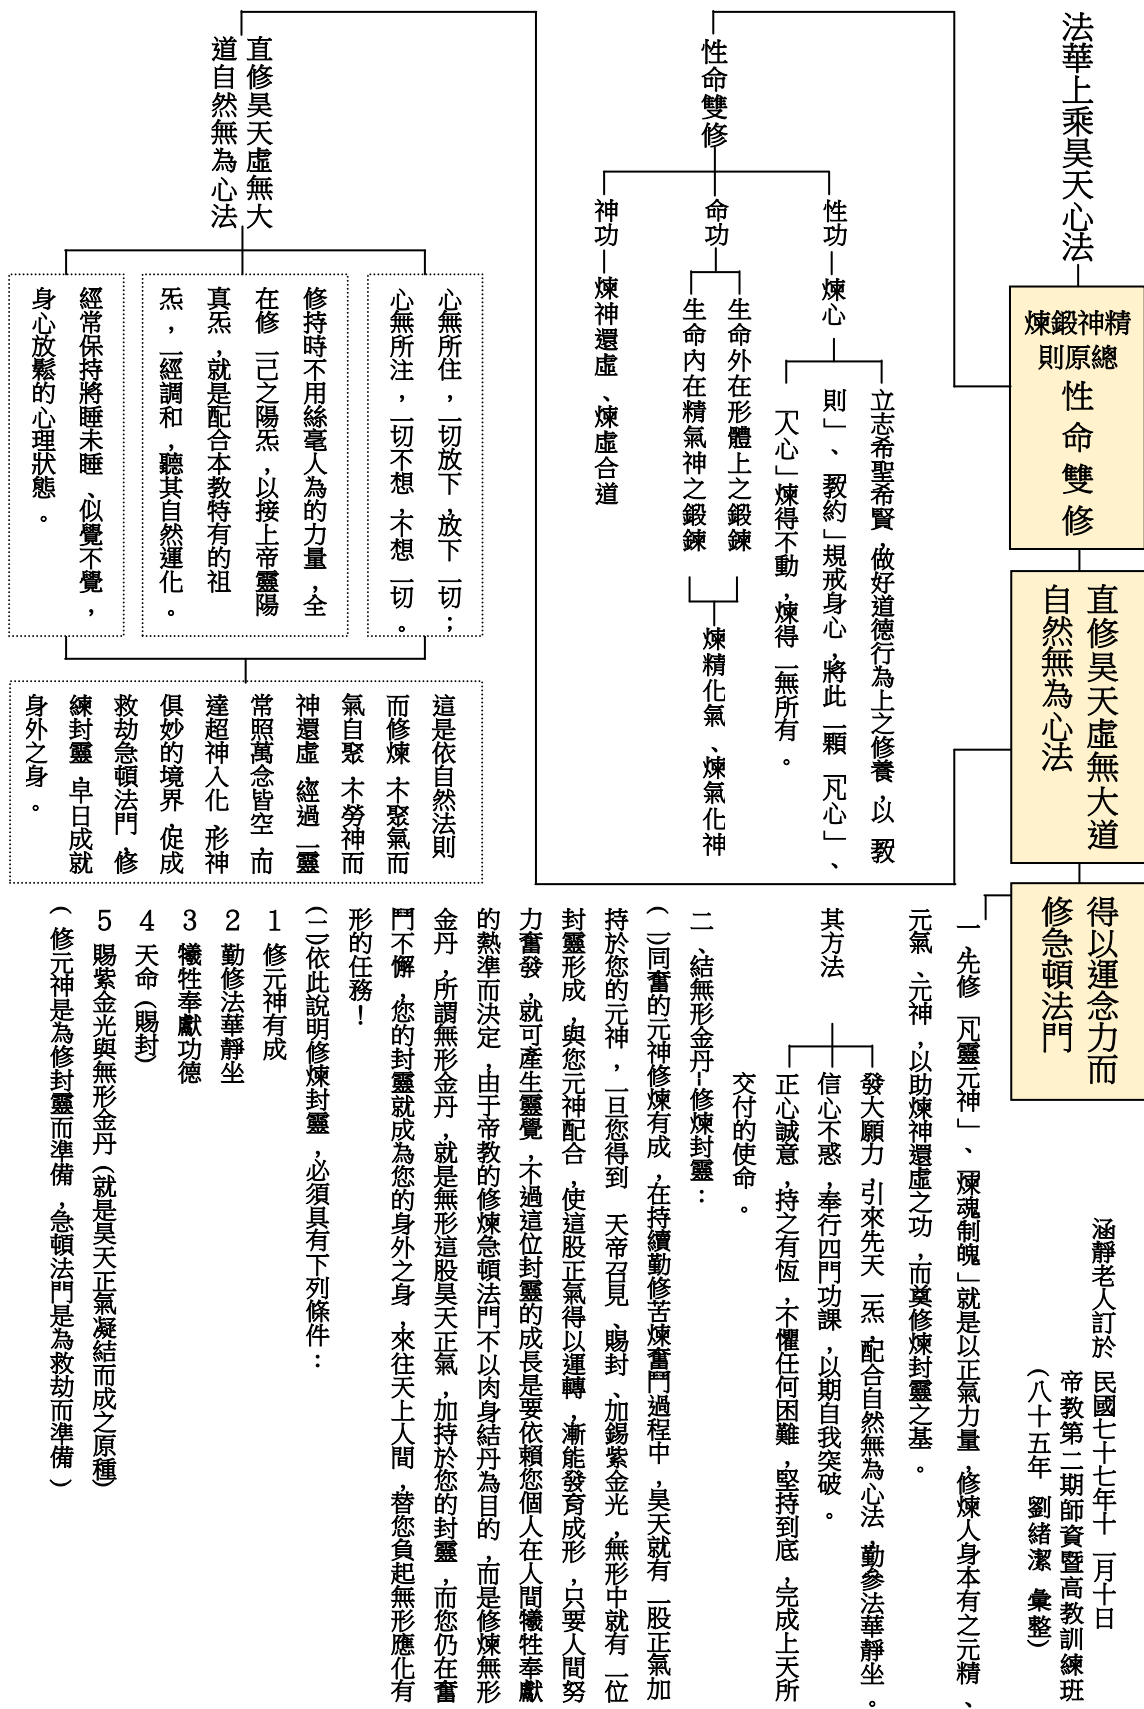 法華上乘昊天心法
精神鍛煉
總原則
性命雙修
直修昊天虛無大道
自然無為心法
得以運念力而
修急頓法門
涵靜老人訂於 民國七十七年十一月十日
帝教第二期師資暨高教訓練班
(八十五年 劉緒潔 彙整)
性命雙修
性功
煉心
立志希聖希賢,做好道德行為上之修養,以「教
則」、「教約」規戒身心,將此一顆「凡心」、
「人心」煉得不動,煉得一無所有。
命功
生命外在形體上之鍛鍊
生命內在精氣神之鍛鍊
煉精化氣、煉氣化神
神功
煉神還虛、煉虛合道
直修昊天虛無大
道自然無為心法
心無所住,一切放下,放下一切;
心無所注,一切不想,不想一切。
修持時不用絲毫人為的力量,全
在修一己之陽炁,以接上帝靈陽
真炁,就是配合本教特有的祖
炁,一經調和,聽其自然運化。
經常保持將睡未睡、似覺不覺,
身心放鬆的心理狀態。
這是依自然法則
而修煉,不聚氣而
氣自聚,不勞神而
神還虛,經過一靈
常照萬念皆空,而
達超神入化,形神
俱妙的境界,促成
救劫急頓法門,修
練封靈,早日成就
身外之身。
一、先修「凡靈元神」、「煉魂制魄」就是以正氣力量,修煉人身本有之元精、
元氣、元神,以助煉神還虛之功,而奠修煉封靈之基。
其方法
發大願力,引來先天一炁,配合自然無為心法,勤參法華靜坐。
信心不惑,奉行四門功課,以期自我突破。
正心誠意,持之有恆,不懼任何困難,堅持到底,完成上天所
交付的使命。
二、結無形金丹-修煉封靈:
(一)同奮的元神修煉有成,在持續勤修苦煉奮鬥過程中,昊天就有一股正氣加
持於您的元神,一旦您得到 天帝召見、賜封、加錫紫金光,無形中就有一位
封靈形成,與您元神配合,使這股正氣得以運轉,漸能發育成形,只要人間努
力奮發,就可產生靈覺,不過這位封靈的成長是要依賴您個人在人間犧牲奉獻
的熱準而決定,由于帝教的修煉急頓法門不以肉身結丹為目的,而是修煉無形
金丹,所謂無形金丹,就是無形這股昊天正氣,加持於您的封靈,而您仍在奮
鬥不懈,您的封靈就成為您的身外之身,來往天上人間,替您負起無形應化有
形的任務!
(二)依此說明修煉封靈,必須具有下列條件:
1 修元神有成
2 勤修法華靜坐
3 犧牲奉獻功德
4 天命(賜封)
5 賜紫金光與無形金丹(就是昊天正氣凝結而成之原種)
(修元神是為修封靈而準備,急頓法門是為救劫而準備)